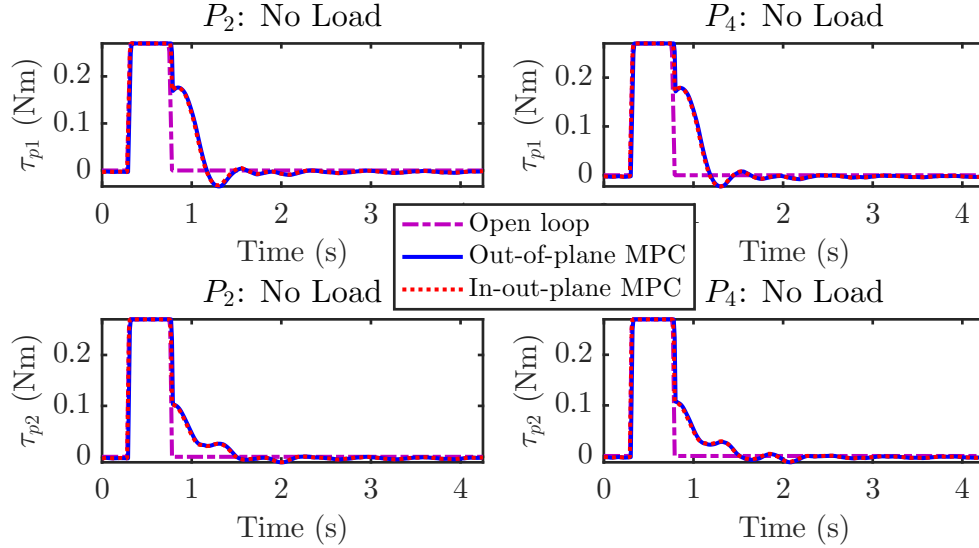 P₂: No Load
P₄: No Load
0.2
0.1
0
τₚ₁ (Nm)
0 1 2 3 4
Time (s)
0.2
0.1
0
τₚ₁ (Nm)
0 1 2 3 4
Time (s)
Open loop
Out-of-plane MPC
In-out-plane MPC
P₂: No Load
P₄: No Load
0.2
0.1
0
τₚ₂ (Nm)
0 1 2 3 4
Time (s)
0.2
0.1
0
τₚ₂ (Nm)
0 1 2 3 4
Time (s)